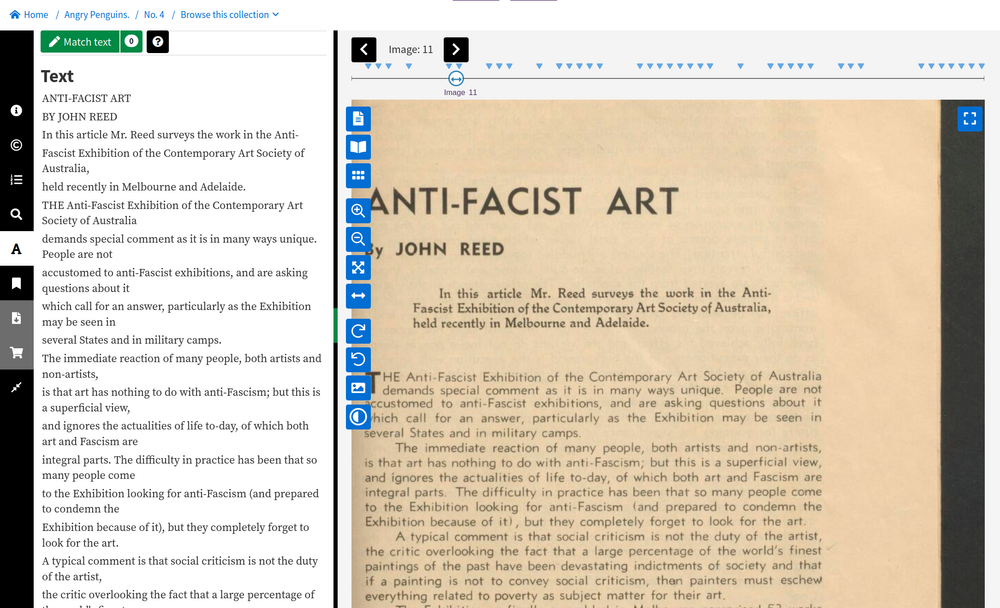 Home / Angry Penguins. / No. 4 / Browse this collection
Match text 0 ?
Text
ANTI-FACIST ART
BY JOHN REED
In this article Mr. Reed surveys the work in the Anti-
Fascist Exhibition of the Contemporary Art Society of
Australia,
held recently in Melbourne and Adelaide.
THE Anti-Fascist Exhibition of the Contemporary Art
Society of Australia
demands special comment as it is in many ways unique.
People are not
accustomed to anti-Fascist exhibitions, and are asking
questions about it
which call for an answer, particularly as the Exhibition
may be seen in
several States and in military camps.
The immediate reaction of many people, both artists and
non-artists,
is that art has nothing to do with anti-Fascism; but this is
a superficial view,
and ignores the actualities of life to-day, of which both
art and Fascism are
integral parts. The difficulty in practice has been that so
many people come
to the Exhibition looking for anti-Fascism (and prepared
to condemn the
Exhibition because of it), but they completely forget to
look for the art.
A typical comment is that social criticism is not the duty
of the artist,
the critic overlooking the fact that a large percentage of
Image: 11
Image 11
ANTI-FACIST ART
By JOHN REED
In this article Mr. Reed surveys the work in the Anti-
Fascist Exhibition of the Contemporary Art Society of Australia,
held recently in Melbourne and Adelaide.
THE Anti-Fascist Exhibition of the Contemporary Art Society of Australia
demands special comment as it is in many ways unique. People are not
accustomed to anti-Fascist exhibitions, and are asking questions about it
which call for an answer, particularly as the Exhibition may be seen in
several States and in military camps.
The immediate reaction of many people, both artists and non-artists,
is that art has nothing to do with anti-Fascism; but this is a superficial view,
and ignores the actualities of life to-day, of which both art and Fascism are
integral parts. The difficulty in practice has been that so many people come
to the Exhibition looking for anti-Fascism (and prepared to condemn the
Exhibition because of it), but they completely forget to look for the art.
A typical comment is that social criticism is not the duty of the artist,
the critic overlooking the fact that a large percentage of the world's finest
paintings of the past have been devastating indictments of society and that
if a painting is not to convey social criticism, then painters must eschew
everything related to poverty as subject matter for their art.